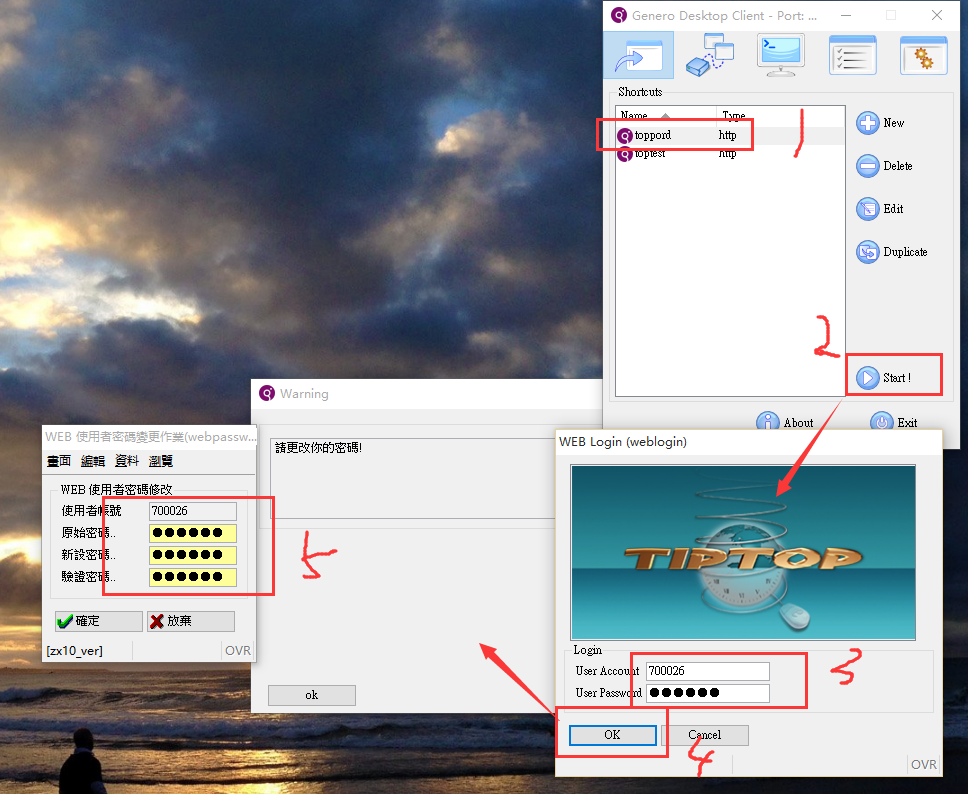 Genero Desktop Client - Port: ...
Shortcuts
Name Type
toppord http
toptest http
New
Delete
Edit
Duplicate
Start !
About
Exit
1
2
Warning
請更改你的密碼!
ok
WEB 使用者密碼變更作業(webpassw...
畫面 編輯 資料 瀏覽
WEB 使用者密碼修改
使用者帳號 700026
原始密碼.. ●●●●●●
新設密碼.. ●●●●●●
驗證密碼.. ●●●●●●
確定 放棄
[zx10_ver] OVR
5
WEB Login (weblogin)
TIPTOP
Login
User Account 700026
User Password ●●●●●●
OK Cancel
OVR
3
4